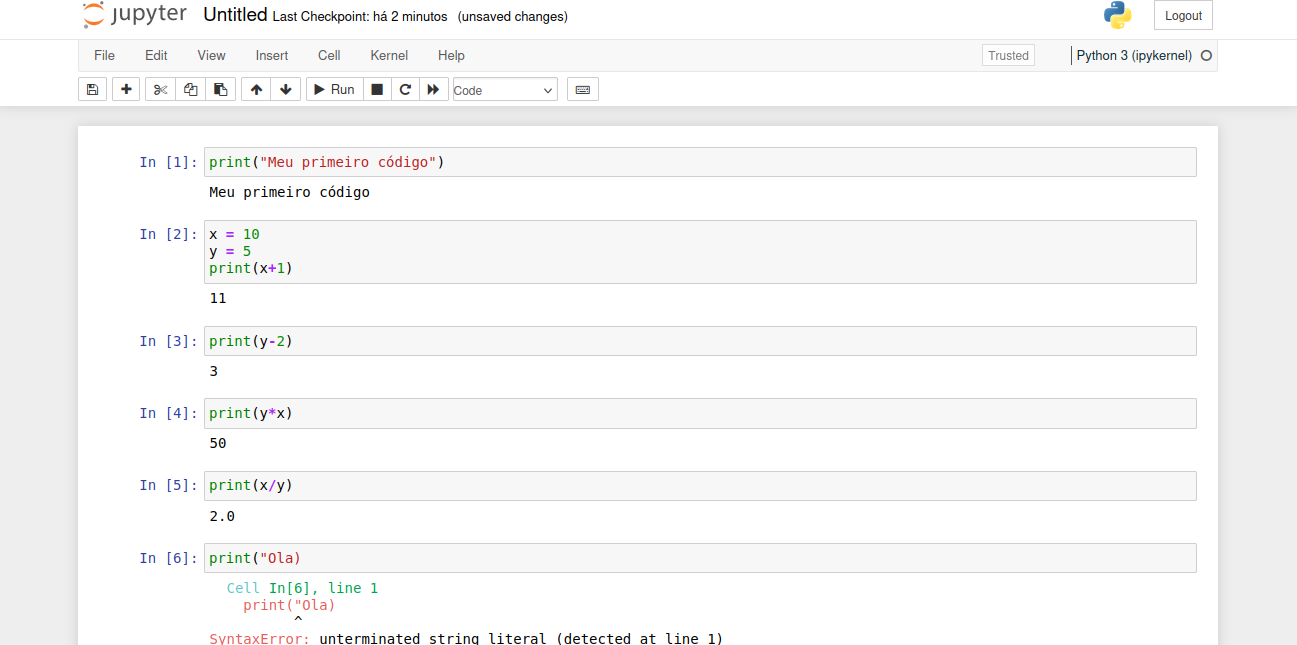 jupyter Untitled Last Checkpoint: há 2 minutos (unsaved changes) Logout
File Edit View Insert Cell Kernel Help Trusted Python 3 (ipykernel)
Run Code
In [1]: print("Meu primeiro código")
Meu primeiro código
In [2]: x = 10
y = 5
print(x+1)
11
In [3]: print(y-2)
3
In [4]: print(y*x)
50
In [5]: print(x/y)
2.0
In [6]: print("Ola)
Cell In[6], line 1
print("Ola)
^
SyntaxError: unterminated string literal (detected at line 1)